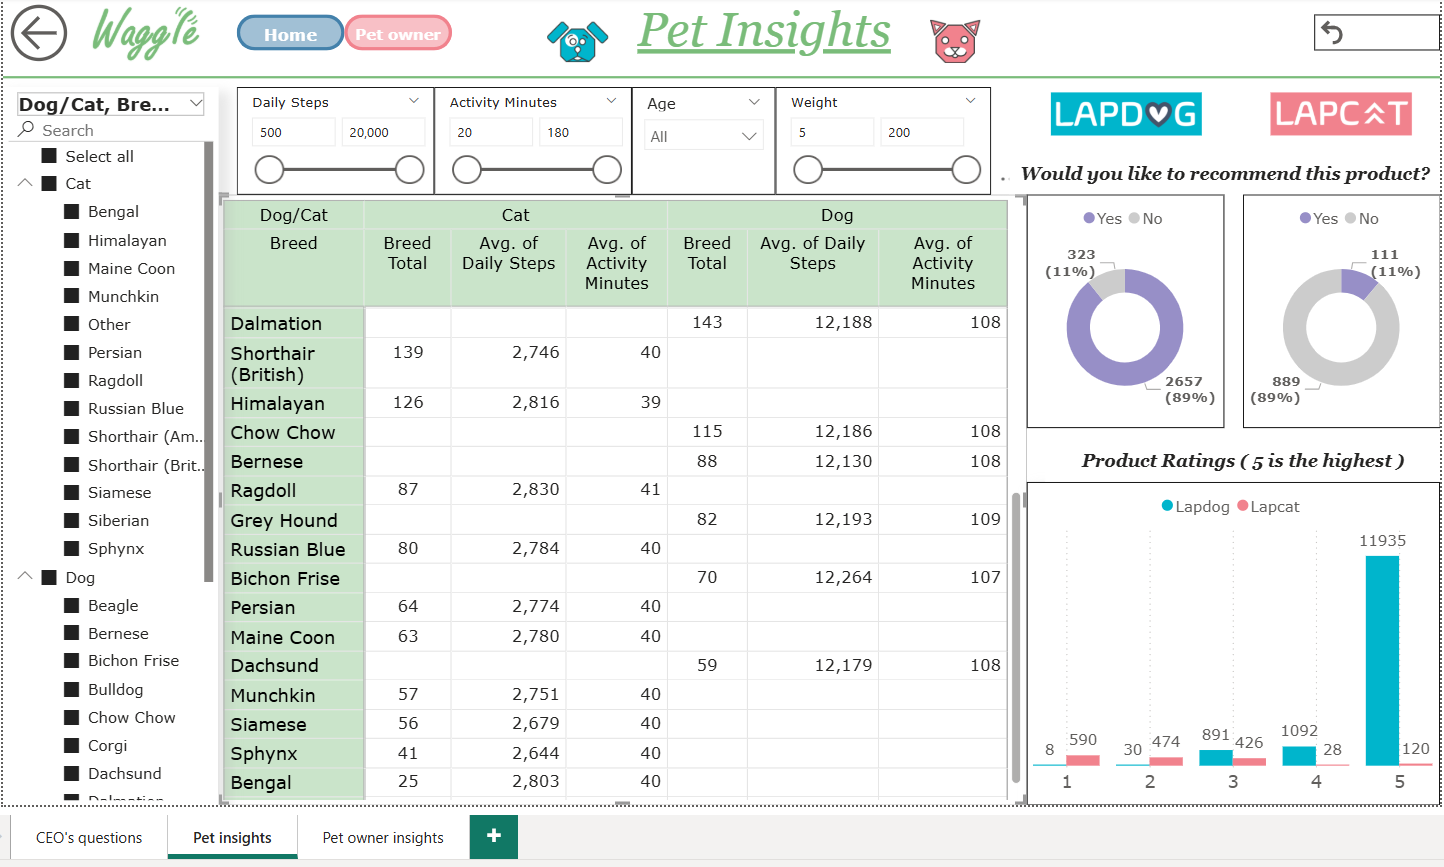 Waggle
Home
Pet owner
Pet Insights
Dog/Cat, Bre...
Search
Select all
Cat
Bengal
Himalayan
Maine Coon
Munchkin
Other
Persian
Ragdoll
Russian Blue
Shorthair (Am...
Shorthair (Brit...
Siamese
Siberian
Sphynx
Dog
Beagle
Bernese
Bichon Frise
Bulldog
Chow Chow
Corgi
Dachsund
Dalmation
Daily Steps
500 20,000
Activity Minutes
20 180
Age
All
Weight
5 200
Dog/Cat Cat Dog
Breed Breed Total Avg. of Daily Steps Avg. of Activity Minutes Breed Total Avg. of Daily Steps Avg. of Activity Minutes
Dalmation 143 12,188 108
Shorthair (British) 139 2,746 40
Himalayan 126 2,816 39
Chow Chow 115 12,186 108
Bernese 88 12,130 108
Ragdoll 87 2,830 41
Grey Hound 82 12,193 109
Russian Blue 80 2,784 40
Bichon Frise 70 12,264 107
Persian 64 2,774 40
Maine Coon 63 2,780 40
Dachsund 59 12,179 108
Munchkin 57 2,751 40
Siamese 56 2,679 40
Sphynx 41 2,644 40
Bengal 25 2,803 40
LAPDOG
LAPCAT
Would you like to recommend this product?
Yes No
323
(11%)
2657
(89%)
Yes No
111
(11%)
889
(89%)
Product Ratings ( 5 is the highest )
Lapdog Lapcat
8 590 30 474 891 426 1092 28 11935 120
1 2 3 4 5
CEO's questions
Pet insights
Pet owner insights
+